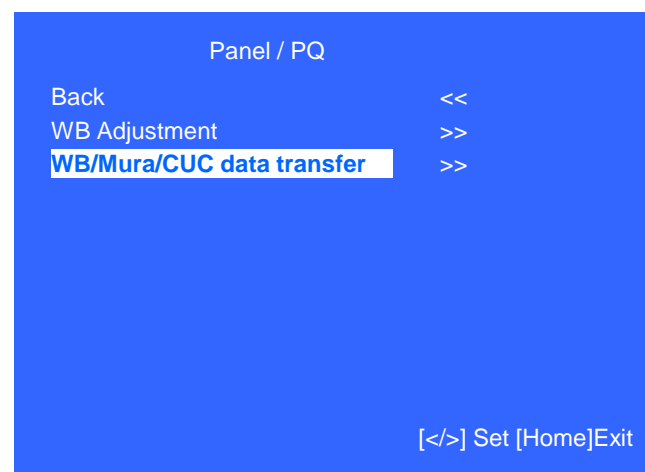 Panel / PQ
Back <<
WB Adjustment >>
WB/Mura/CUC data transfer >>
[</>] Set [Home]Exit